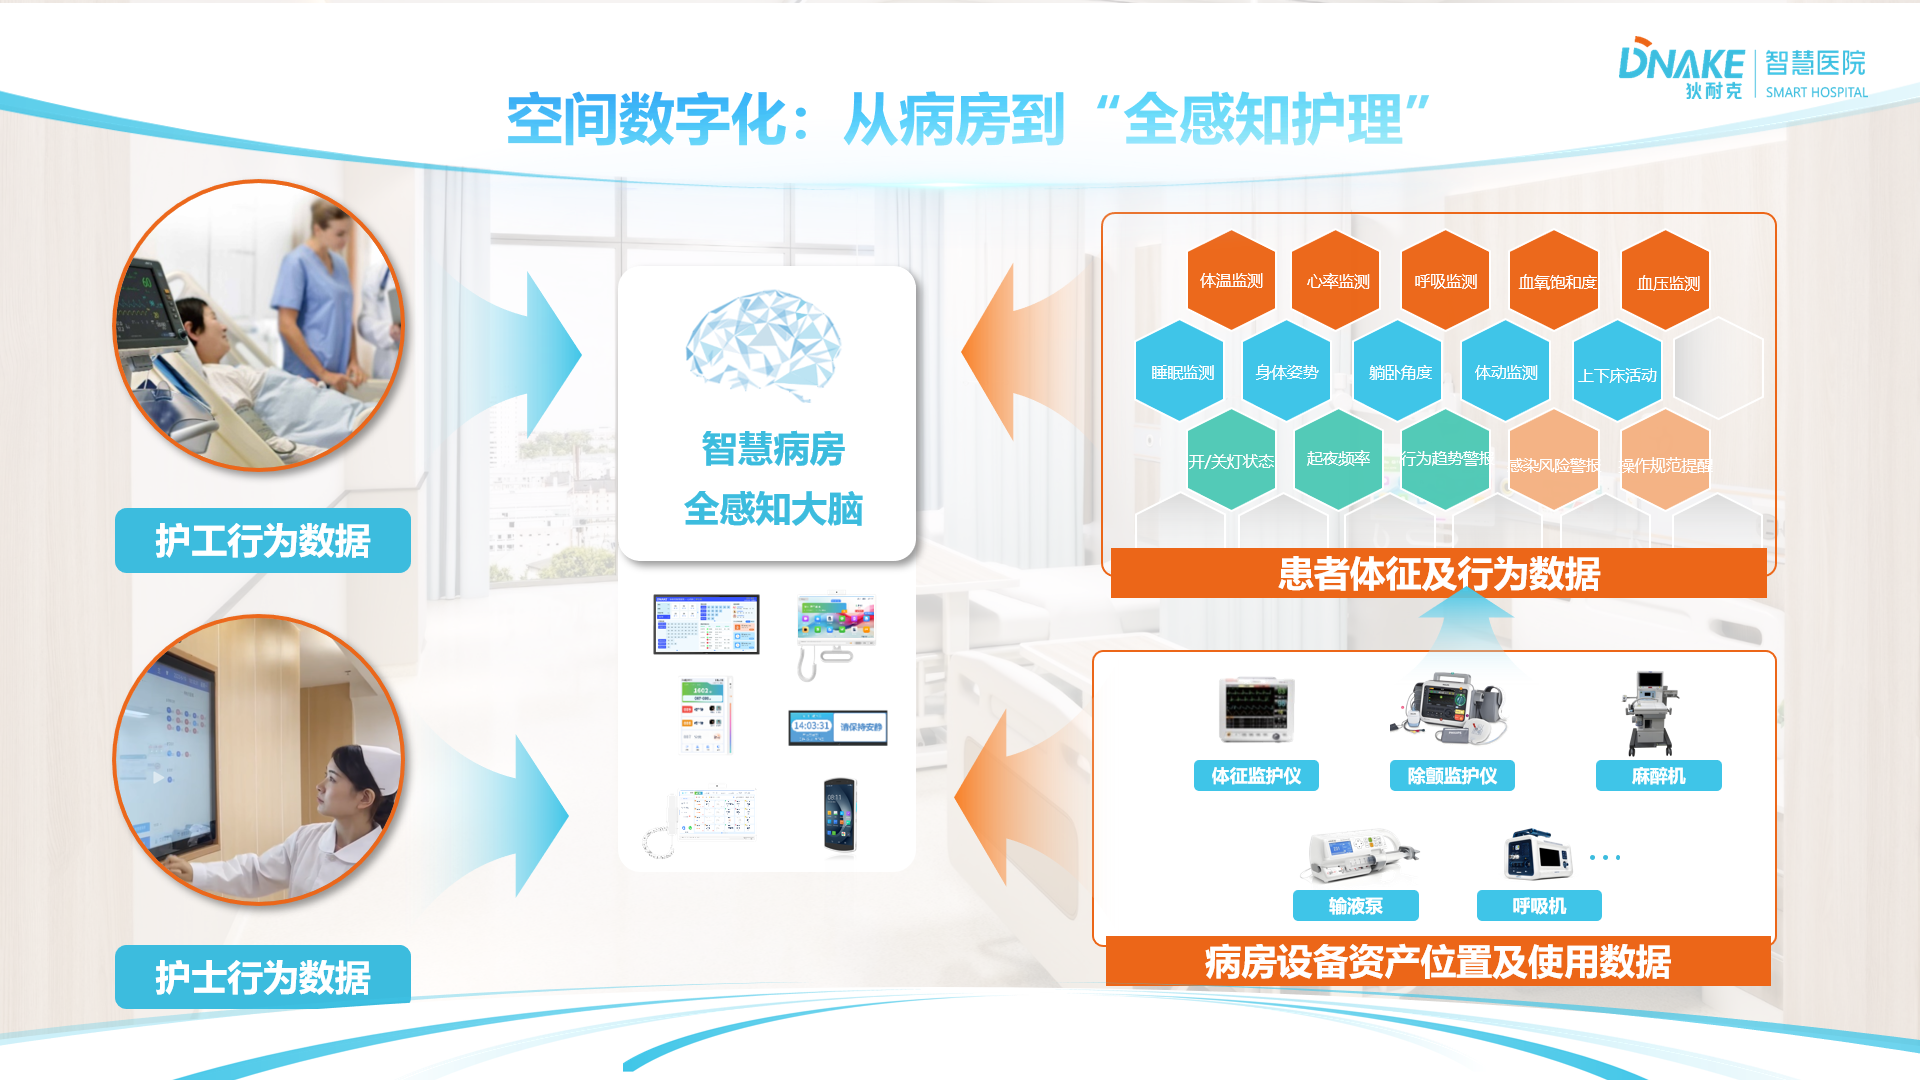 DNAKE
狄耐克
智慧医院
SMART HOSPITAL
空间数字化：从病房到“全感知护理”
护工行为数据
护士行为数据
智慧病房
全感知大脑
14:03:31
请保持安静
体温监测
心率监测
呼吸监测
血氧饱和度
血压监测
睡眠监测
身体姿势
躺卧角度
体动监测
上下床活动
开/关灯状态
起夜频率
行为趋势警报
感染风险警报
操作规范提醒
患者体征及行为数据
体征监护仪
除颤监护仪
麻醉机
输液泵
呼吸机
···
病房设备资产位置及使用数据